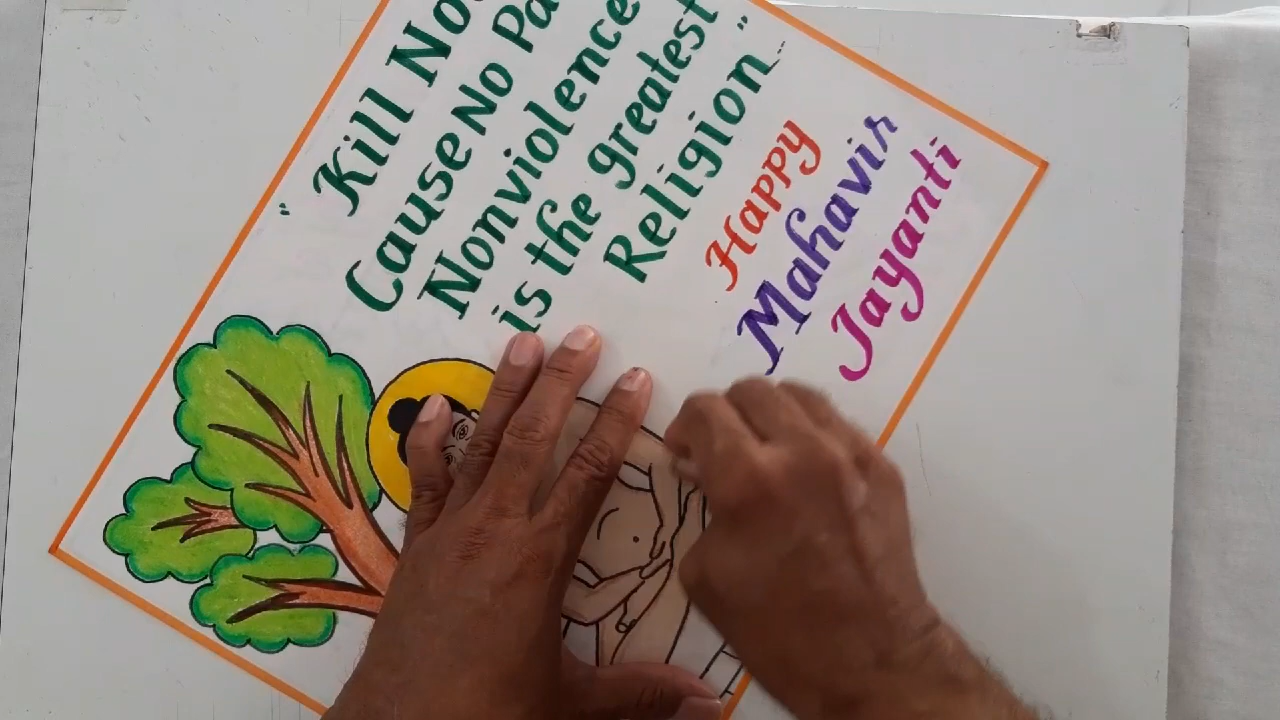 " Kill No
Cause No Pa
Nonviolence
is the greatest
Religion "...
Happy
Mahavir
Jayanti